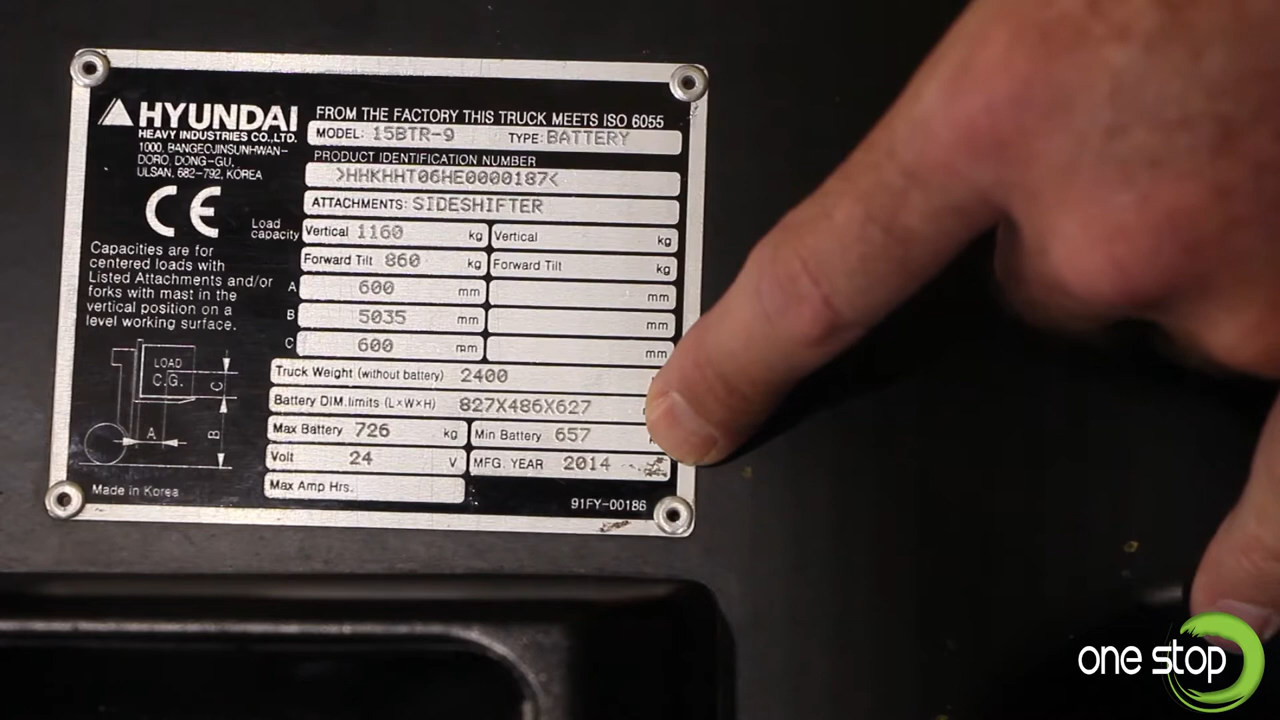 HYUNDAI
HEAVY INDUSTRIES CO.,LTD.
1000, BANGEOJINSUNHWAN-
DORO, DONG-GU,
ULSAN, 682-792, KOREA
CE
Capacities are for
centered loads with
Listed Attachments and/or
forks with mast in the
vertical position on a
level working surface.
LOAD
C.G.
A
B
C
Made in Korea
FROM THE FACTORY THIS TRUCK MEETS ISO 6055
MODEL: 15BTR-9 TYPE: BATTERY
PRODUCT IDENTIFICATION NUMBER
>HHKHHT06HE0000187<
ATTACHMENTS: SIDESHIFTER
Load
capacity
Vertical 1160 kg Vertical kg
Forward Tilt 860 kg Forward Tilt kg
A 600 mm mm
B 5035 mm mm
C 600 mm mm
Truck Weight (without battery) 2400
Battery DIM.limits (L×W×H) 827X486X627
Max Battery 726 kg Min Battery 657
Volt 24 V MFG. YEAR 2014
Max Amp Hrs.
91FY-00186
one stop